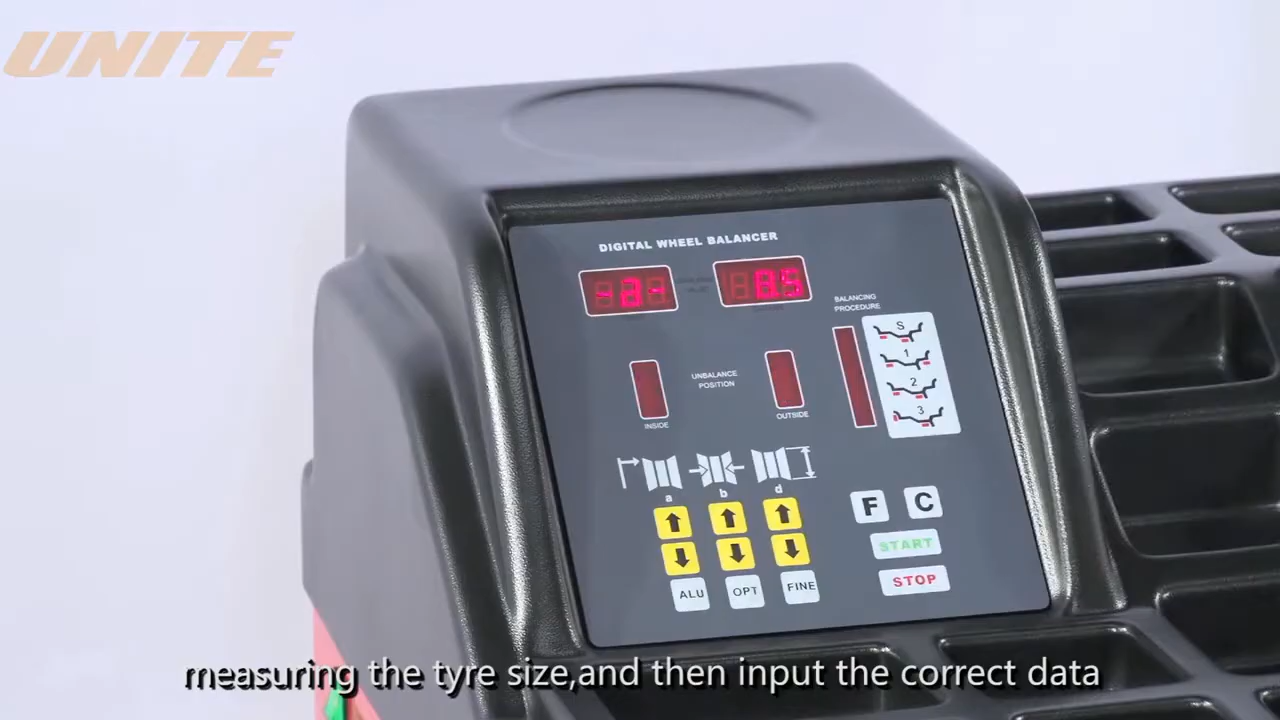 UNITE
DIGITAL WHEEL BALANCER
BALANCING
PROCEDURE
S
1
2
3
UNBALANCE
POSITION
INSIDE
OUTSIDE
a
b
d
F
C
START
ALU
OPT
FINE
STOP
measuring the tyre size,and then input the correct data